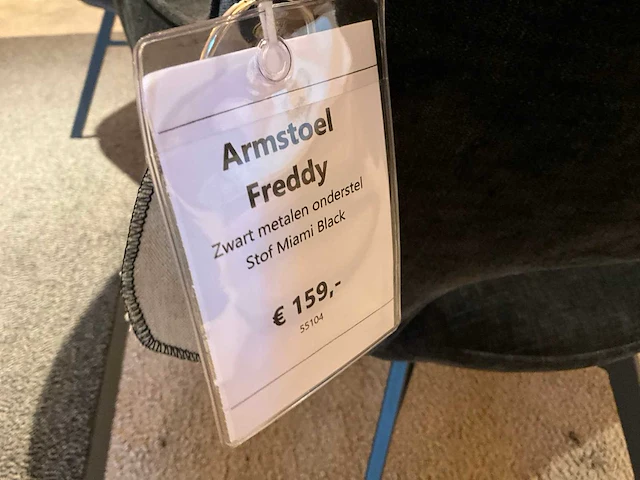 Armstoel
Freddy
Zwart metalen onderstel
Stof Miami Black
€ 159,-
55104